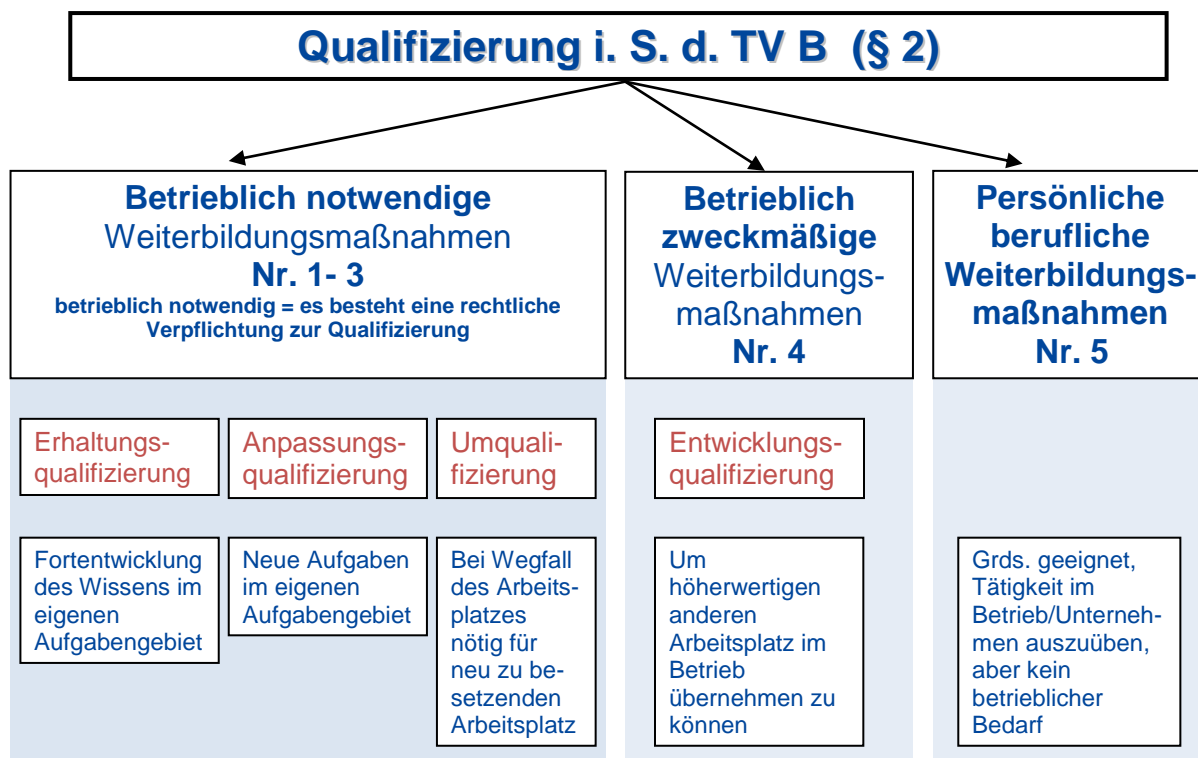 Qualifizierung i. S. d. TV B (§ 2)
Betrieblich notwendige
Weiterbildungsmaßnahmen
Nr. 1- 3
betrieblich notwendig = es besteht eine rechtliche
Verpflichtung zur Qualifizierung
Betrieblich
zweckmäßige
Weiterbildungs-
maßnahmen
Nr. 4
Persönliche
berufliche
Weiterbildungs-
maßnahmen
Nr. 5
Erhaltungs-
qualifizierung
Anpassungs-
qualifizierung
Umquali-
fizierung
Entwicklungs-
qualifizierung
Fortentwicklung
des Wissens im
eigenen
Aufgabengebiet
Neue Aufgaben
im eigenen
Aufgabengebiet
Bei Wegfall
des Arbeits-
platzes
nötig für
neu zu be-
setzenden
Arbeitsplatz
Um
höherwertigen
anderen
Arbeitsplatz im
Betrieb
übernehmen zu
können
Grds. geeignet,
Tätigkeit im
Betrieb/Unterneh-
men auszuüben,
aber kein
betrieblicher
Bedarf